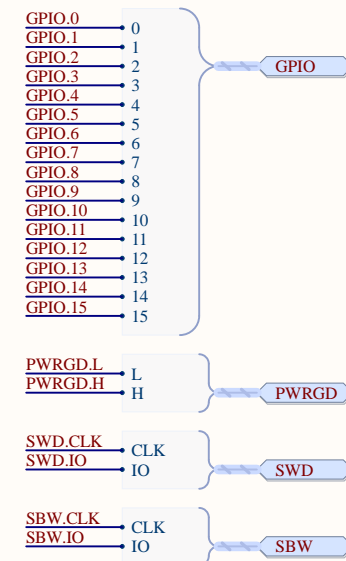 GPIO.0 0
GPIO.1 1
GPIO.2 2 GPIO
GPIO.3 3
GPIO.4 4
GPIO.5 5
GPIO.6 6
GPIO.7 7
GPIO.8 8
GPIO.9 9
GPIO.10 10
GPIO.11 11
GPIO.12 12
GPIO.13 13
GPIO.14 14
GPIO.15 15
PWRGD.L L
PWRGD.H H PWRGD
SWD.CLK CLK
SWD.IO IO SWD
SBW.CLK CLK
SBW.IO IO SBW